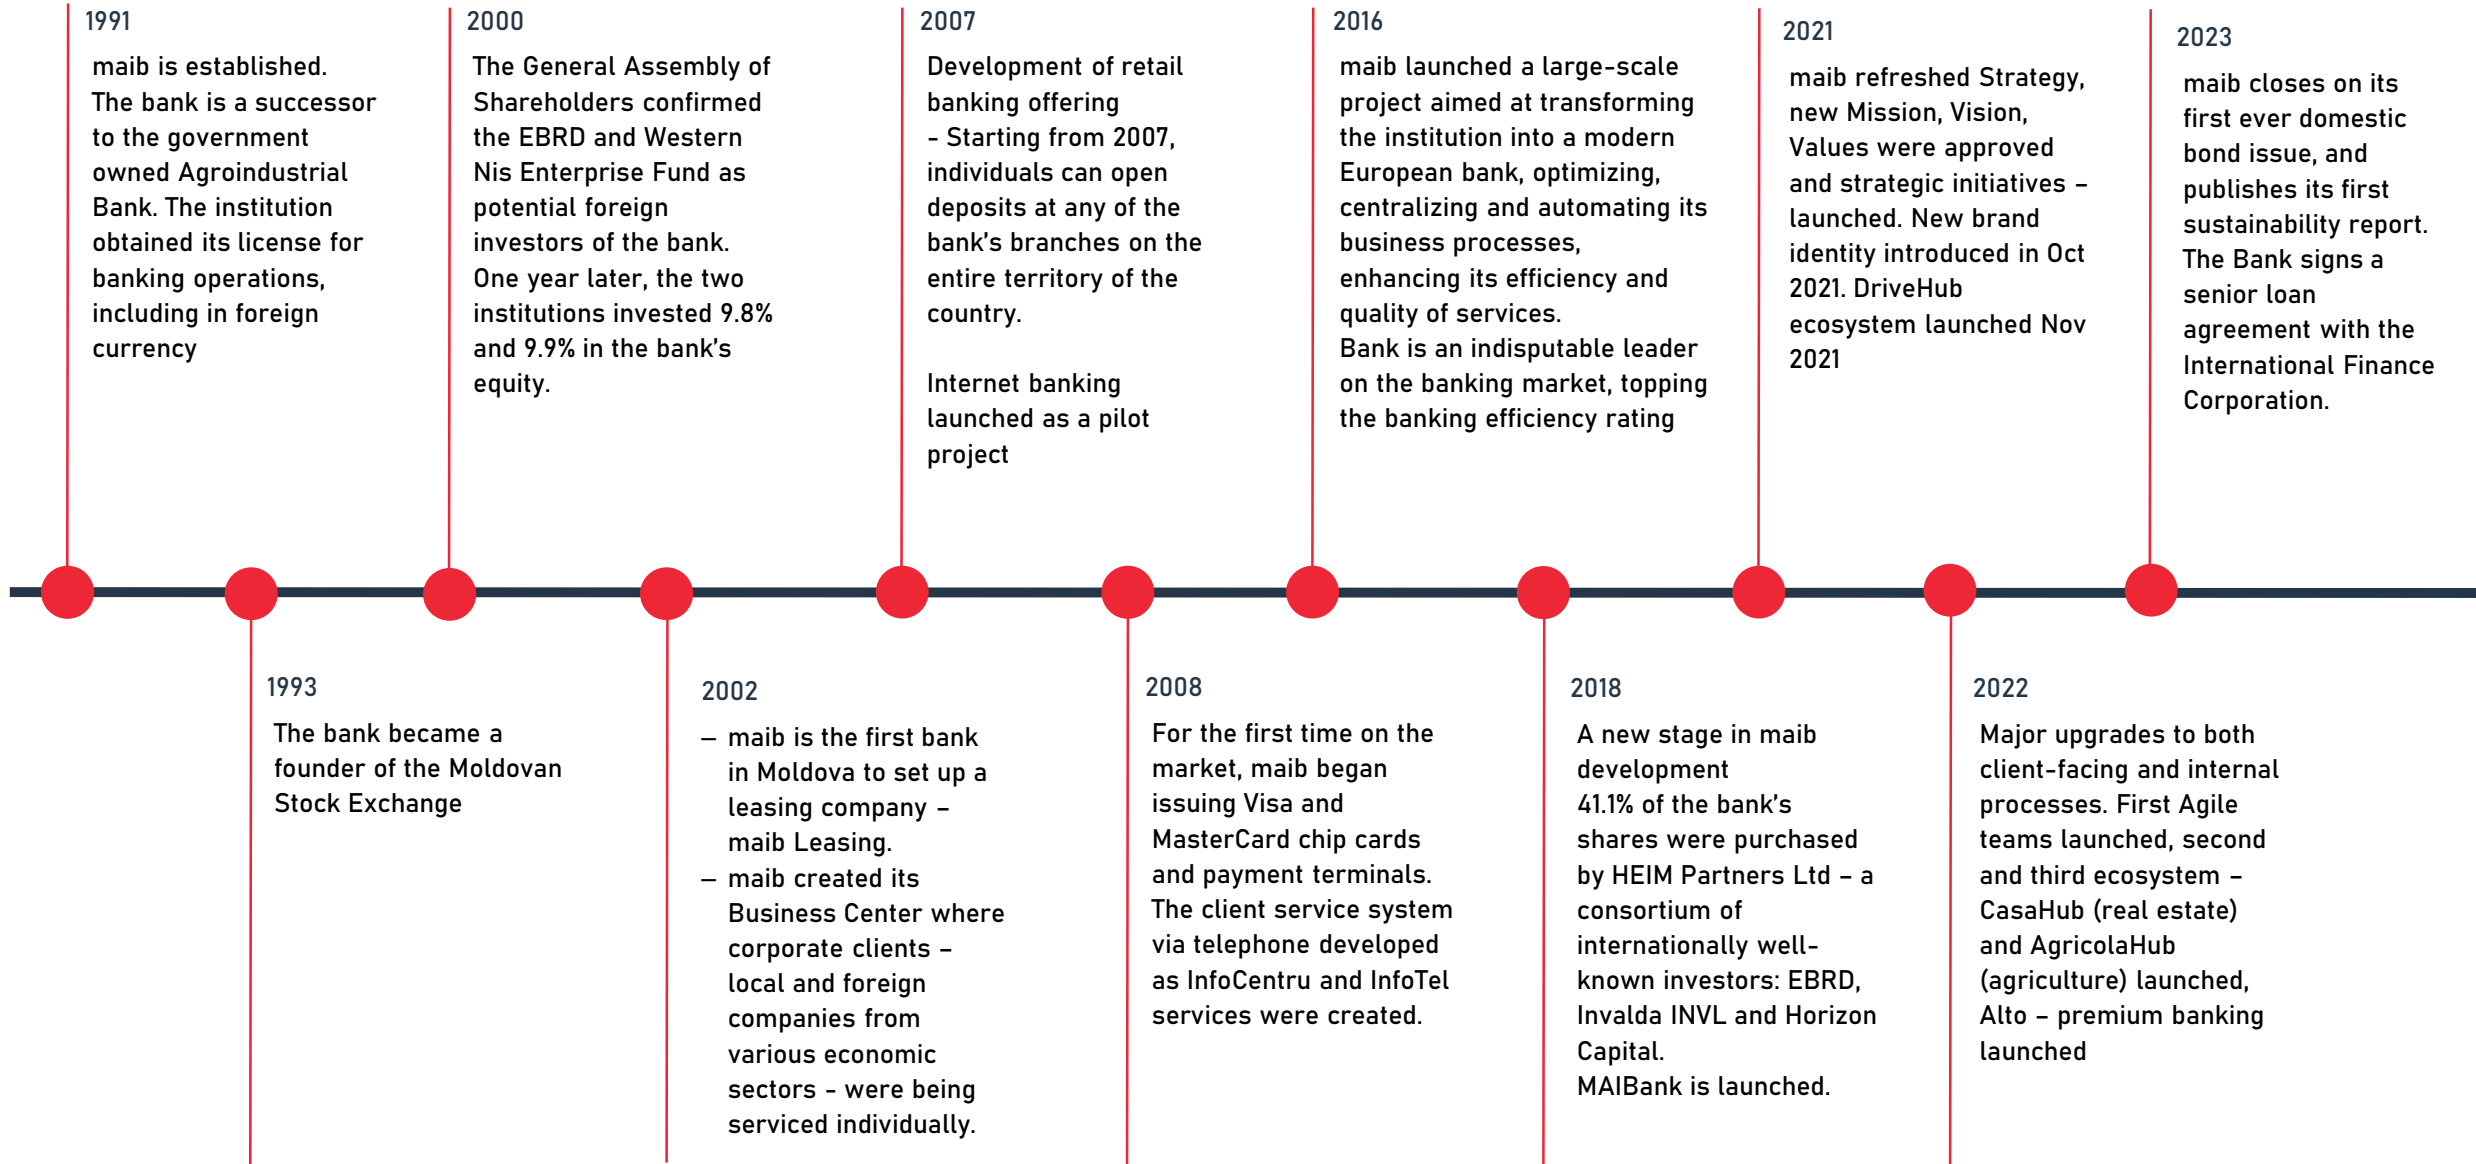 1991
maib is established.
The bank is a successor
to the government
owned Agroindustrial
Bank. The institution
obtained its license for
banking operations,
including in foreign
currency
2000
The General Assembly of
Shareholders confirmed
the EBRD and Western
Nis Enterprise Fund as
potential foreign
investors of the bank.
One year later, the two
institutions invested 9.8%
and 9.9% in the bank's
equity.
2007
Development of retail
banking offering
- Starting from 2007,
individuals can open
deposits at any of the
bank's branches on the
entire territory of the
country.
Internet banking
launched as a pilot
project
2016
maib launched a large-scale
project aimed at transforming
the institution into a modern
European bank, optimizing,
centralizing and automating its
business processes,
enhancing its efficiency and
quality of services.
Bank is an indisputable leader
on the banking market, topping
the banking efficiency rating
2021
maib refreshed Strategy,
new Mission, Vision,
Values were approved
and strategic initiatives –
launched. New brand
identity introduced in Oct
2021. DriveHub
ecosystem launched Nov
2021
2023
maib closes on its
first ever domestic
bond issue, and
publishes its first
sustainability report.
The Bank signs a
senior loan
agreement with the
International Finance
Corporation.
1993
The bank became a
founder of the Moldovan
Stock Exchange
2002
– maib is the first bank
in Moldova to set up a
leasing company –
maib Leasing.
– maib created its
Business Center where
corporate clients –
local and foreign
companies from
various economic
sectors - were being
serviced individually.
2008
For the first time on the
market, maib began
issuing Visa and
MasterCard chip cards
and payment terminals.
The client service system
via telephone developed
as InfoCentru and InfoTel
services were created.
2018
A new stage in maib
development
41.1% of the bank's
shares were purchased
by HEIM Partners Ltd – a
consortium of
internationally well-
known investors: EBRD,
Invalda INVL and Horizon
Capital.
MAIBank is launched.
2022
Major upgrades to both
client-facing and internal
processes. First Agile
teams launched, second
and third ecosystem –
CasaHub (real estate)
and AgricolaHub
(agriculture) launched,
Alto – premium banking
launched